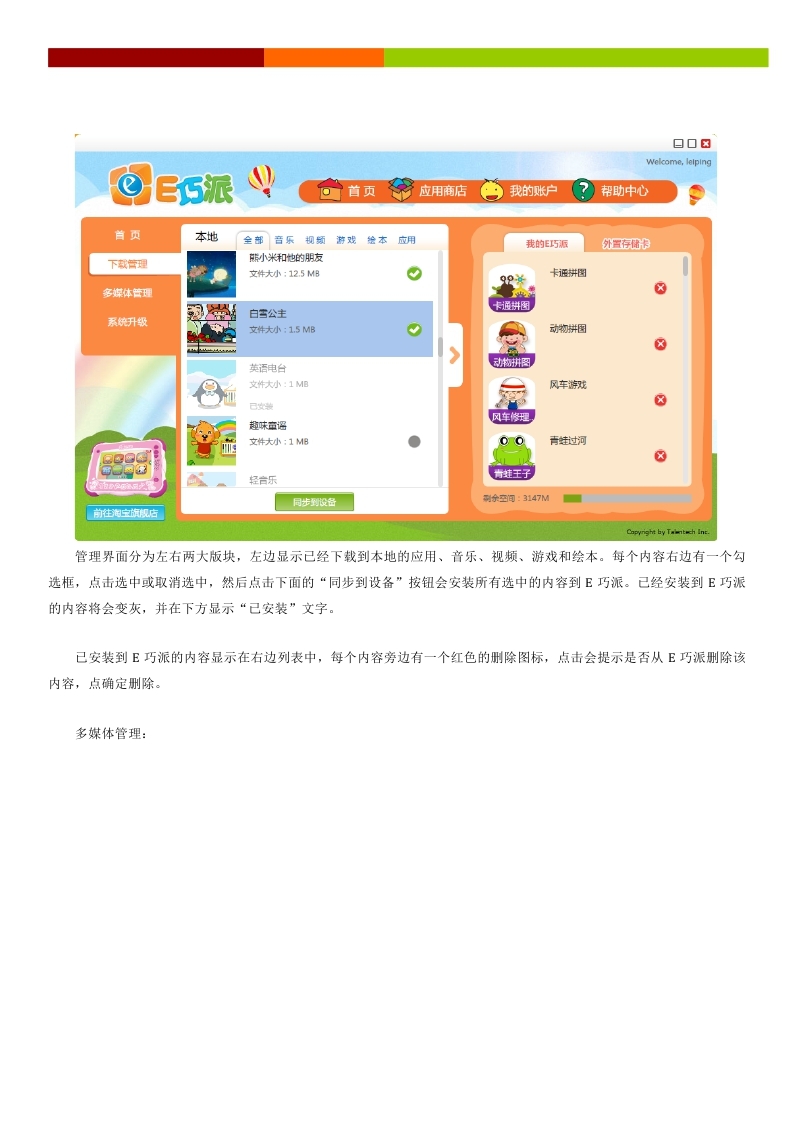 Welcome, leiping
E巧派
首 页 应用商店 我的账户 帮助中心
首 页
下载管理
多媒体管理
系统升级
前往淘宝旗舰店
本地 全 部 音 乐 视 频 游 戏 绘 本 应用
熊小米和他的朋友
文件大小：12.5 MB
白雪公主
文件大小：1.5 MB
英语电台
文件大小：1 MB
已安装
趣味童谣
文件大小：1 MB
轻音乐
同步到设备
我的E巧派 外置存储卡
卡通拼图
卡通拼图
动物拼图
动物拼图
风车游戏
风车修理
青蛙过河
青蛙王子
剩余空间：3147M
Copyright by Talentech Inc.
管理界面分为左右两大版块，左边显示已经下载到本地的应用、音乐、视频、游戏和绘本。每个内容右边有一个勾
选框，点击选中或取消选中，然后点击下面的“同步到设备”按钮会安装所有选中的内容到 E 巧派。已经安装到 E 巧派
的内容将会变灰，并在下方显示“已安装”文字。
已安装到 E 巧派的内容显示在右边列表中，每个内容旁边有一个红色的删除图标，点击会提示是否从 E 巧派删除该
内容，点确定删除。
多媒体管理：